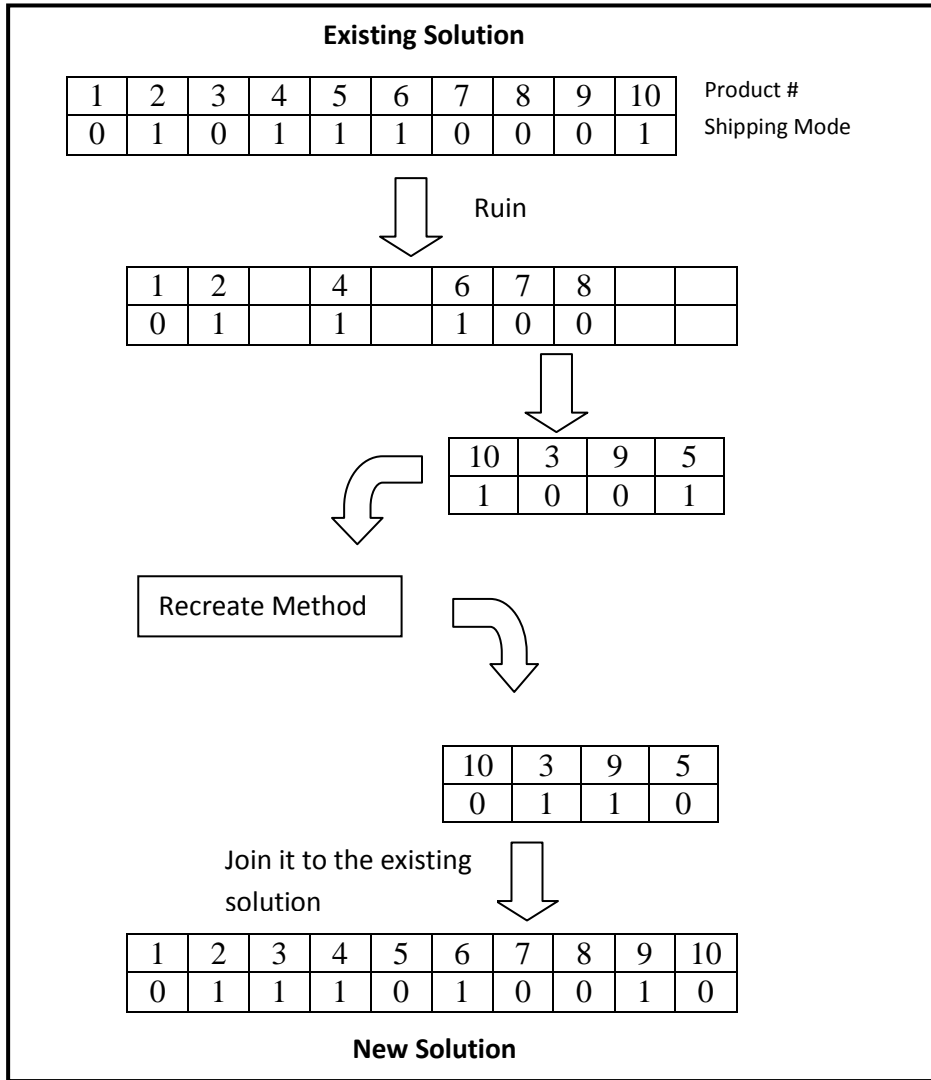 Existing Solution
1 2 3 4 5 6 7 8 9 10 Product #
0 1 0 1 1 1 0 0 0 1 Shipping Mode
Ruin
1 2 4 6 7 8
0 1 1 1 0 0
10 3 9 5
1 0 0 1
Recreate Method
10 3 9 5
0 1 1 0
Join it to the existing
solution
1 2 3 4 5 6 7 8 9 10
0 1 1 1 0 1 0 0 1 0
New Solution